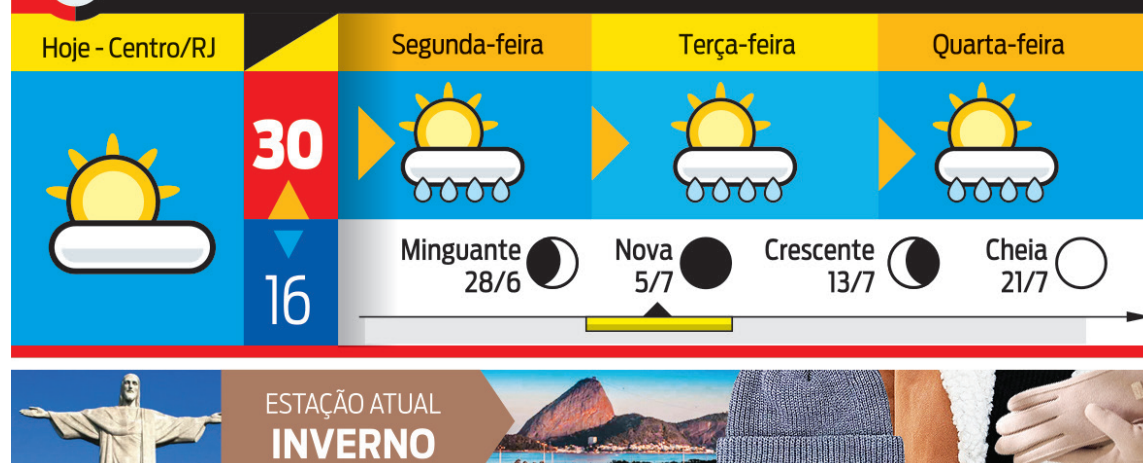 Hoje - Centro/RJ
Segunda-feira
Terça-feira
Quarta-feira
30
16
Minguante
28/6
Nova
5/7
Crescente
13/7
Cheia
21/7
ESTAÇÃO ATUAL
INVERNO